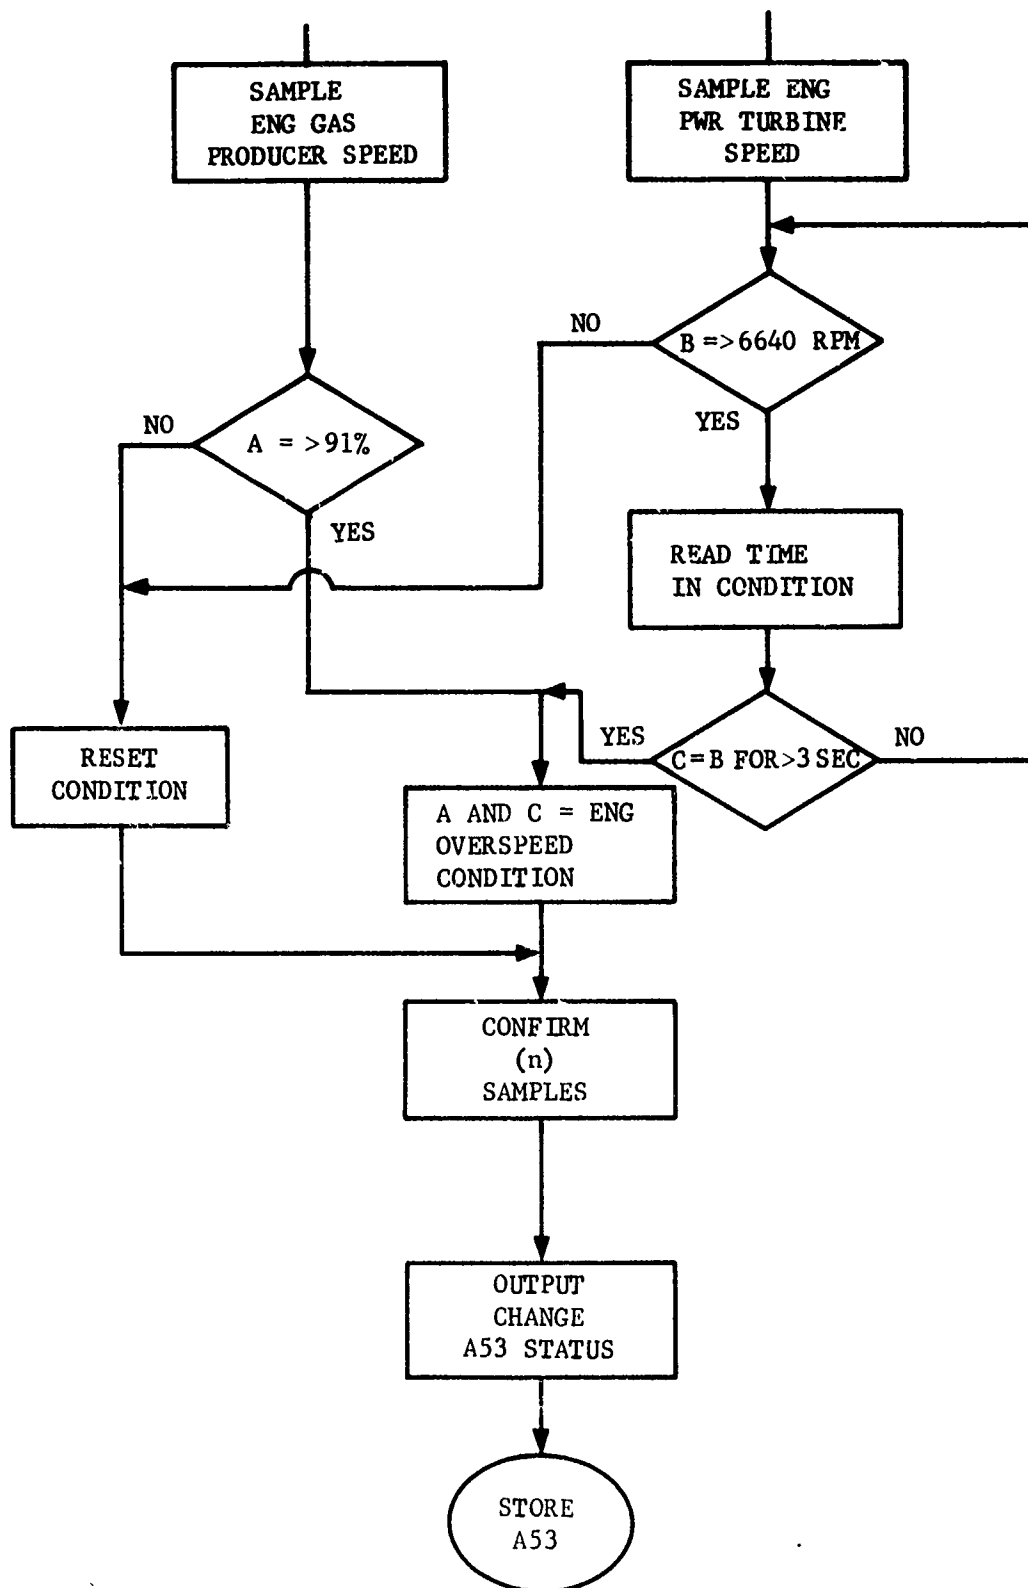 SAMPLE
ENG GAS
PRODUCER SPEED
SAMPLE ENG
PWR TURBINE
SPEED
NO
B =>6640 RPM
YES
NO
A = >91%
YES
READ TIME
IN CONDITION
RESET
CONDITION
YES
C=B FOR>3 SEC
NO
A AND C = ENG
OVERSPEED
CONDITION
CONFIRM
(n)
SAMPLES
OUTPUT
CHANGE
A53 STATUS
STORE
A53